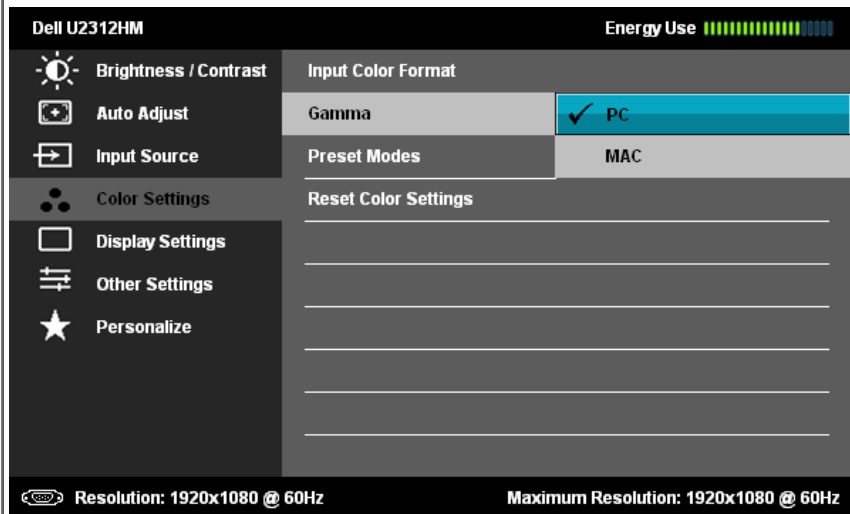 Dell U2312HM Energy Use
Brightness / Contrast Input Color Format
Auto Adjust Gamma PC
Input Source Preset Modes MAC
Color Settings Reset Color Settings
Display Settings
Other Settings
Personalize
Resolution: 1920x1080 @ 60Hz Maximum Resolution: 1920x1080 @ 60Hz